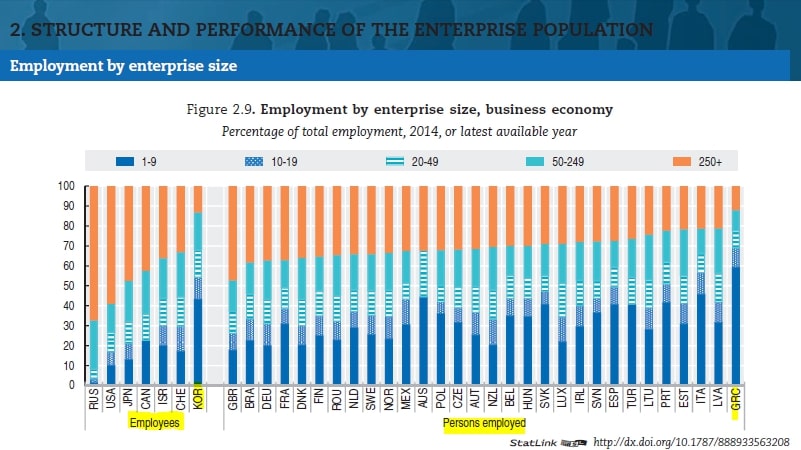 2. STRUCTURE AND PERFORMANCE OF THE ENTERPRISE POPULATION
Employment by enterprise size
Figure 2.9. Employment by enterprise size, business economy
Percentage of total employment, 2014, or latest available year
1-9 10-19 20-49 50-249 250+
100
90
80
70
60
50
40
30
20
10
0
RUS USA JPN CAN ISR CHE KOR GBR BRA DEU FRA DNK FIN ROU NLD SWE NOR MEX AUS POL CZE AUT NZL BEL HUN SVK LUX IRL SVN ESP TUR LTU PRT EST ITA LVA GRC
Employees Persons employed
StatLink http://dx.doi.org/10.1787/888933563208